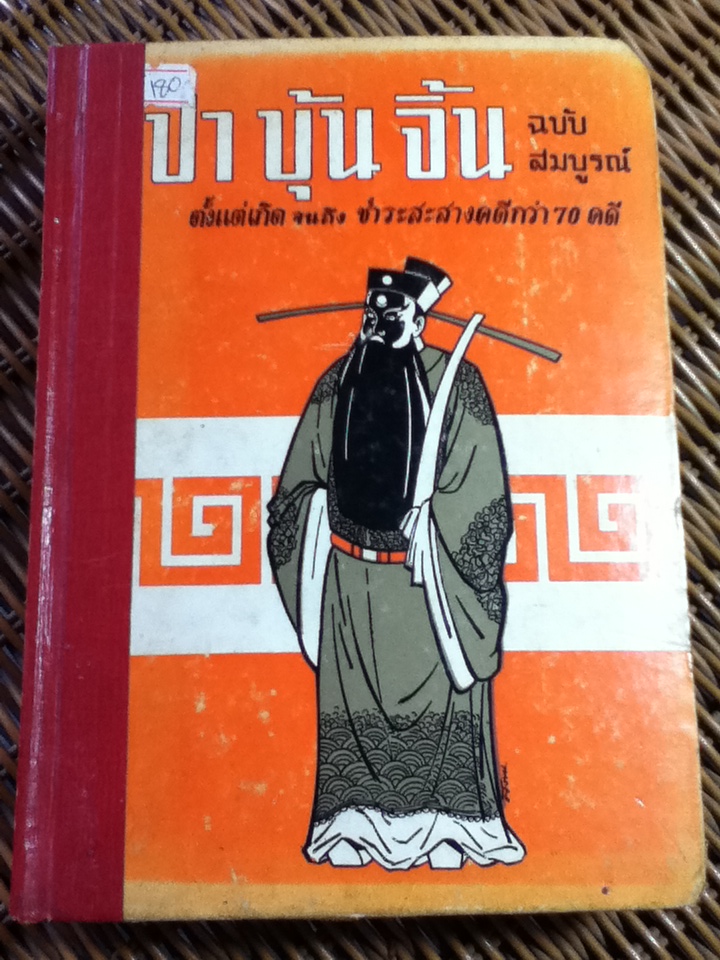 180
ปา บุ้น จิ้น
ฉบับ
สมบูรณ์
ตั้งแต่เกิด จนถึง ชำระสะสางคดีกว่า 70 คดี